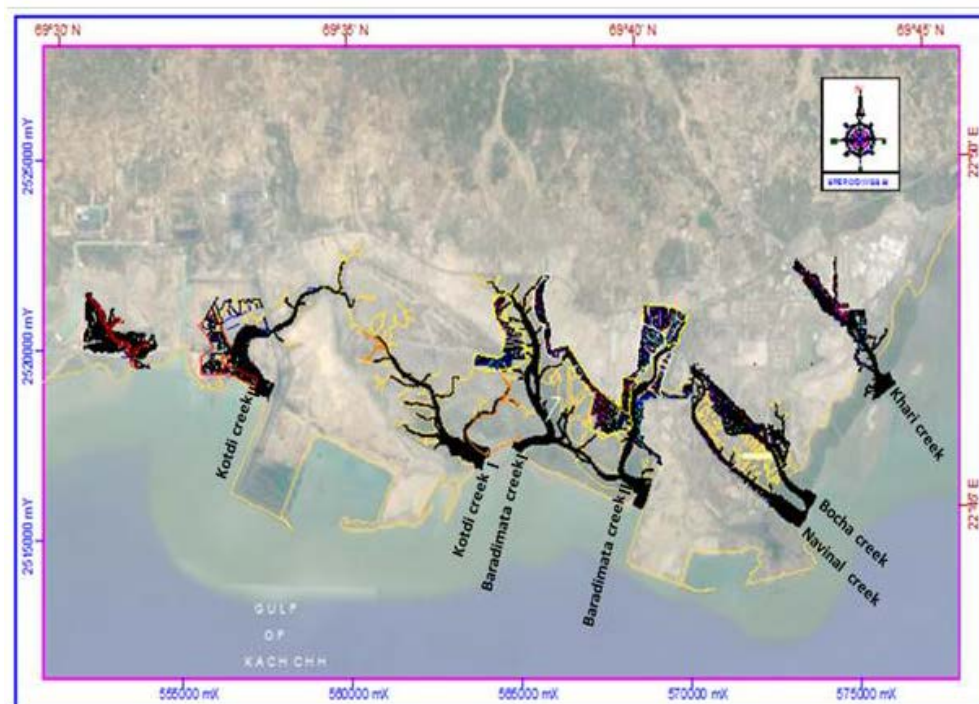 69°30' N
69°35' N
69°40' N
69°45' N
2525000 mY
2520000 mY
2515000 mY
22°50' E
22°45' E
Kotdi creek II
Kotdi creek I
Baradimata creek I
Baradimata creek II
Navinal creek
Bocha creek
Khari creek
GULF
OF
KACHCHH
555000 mX
560000 mX
565000 mX
570000 mX
575000 mX